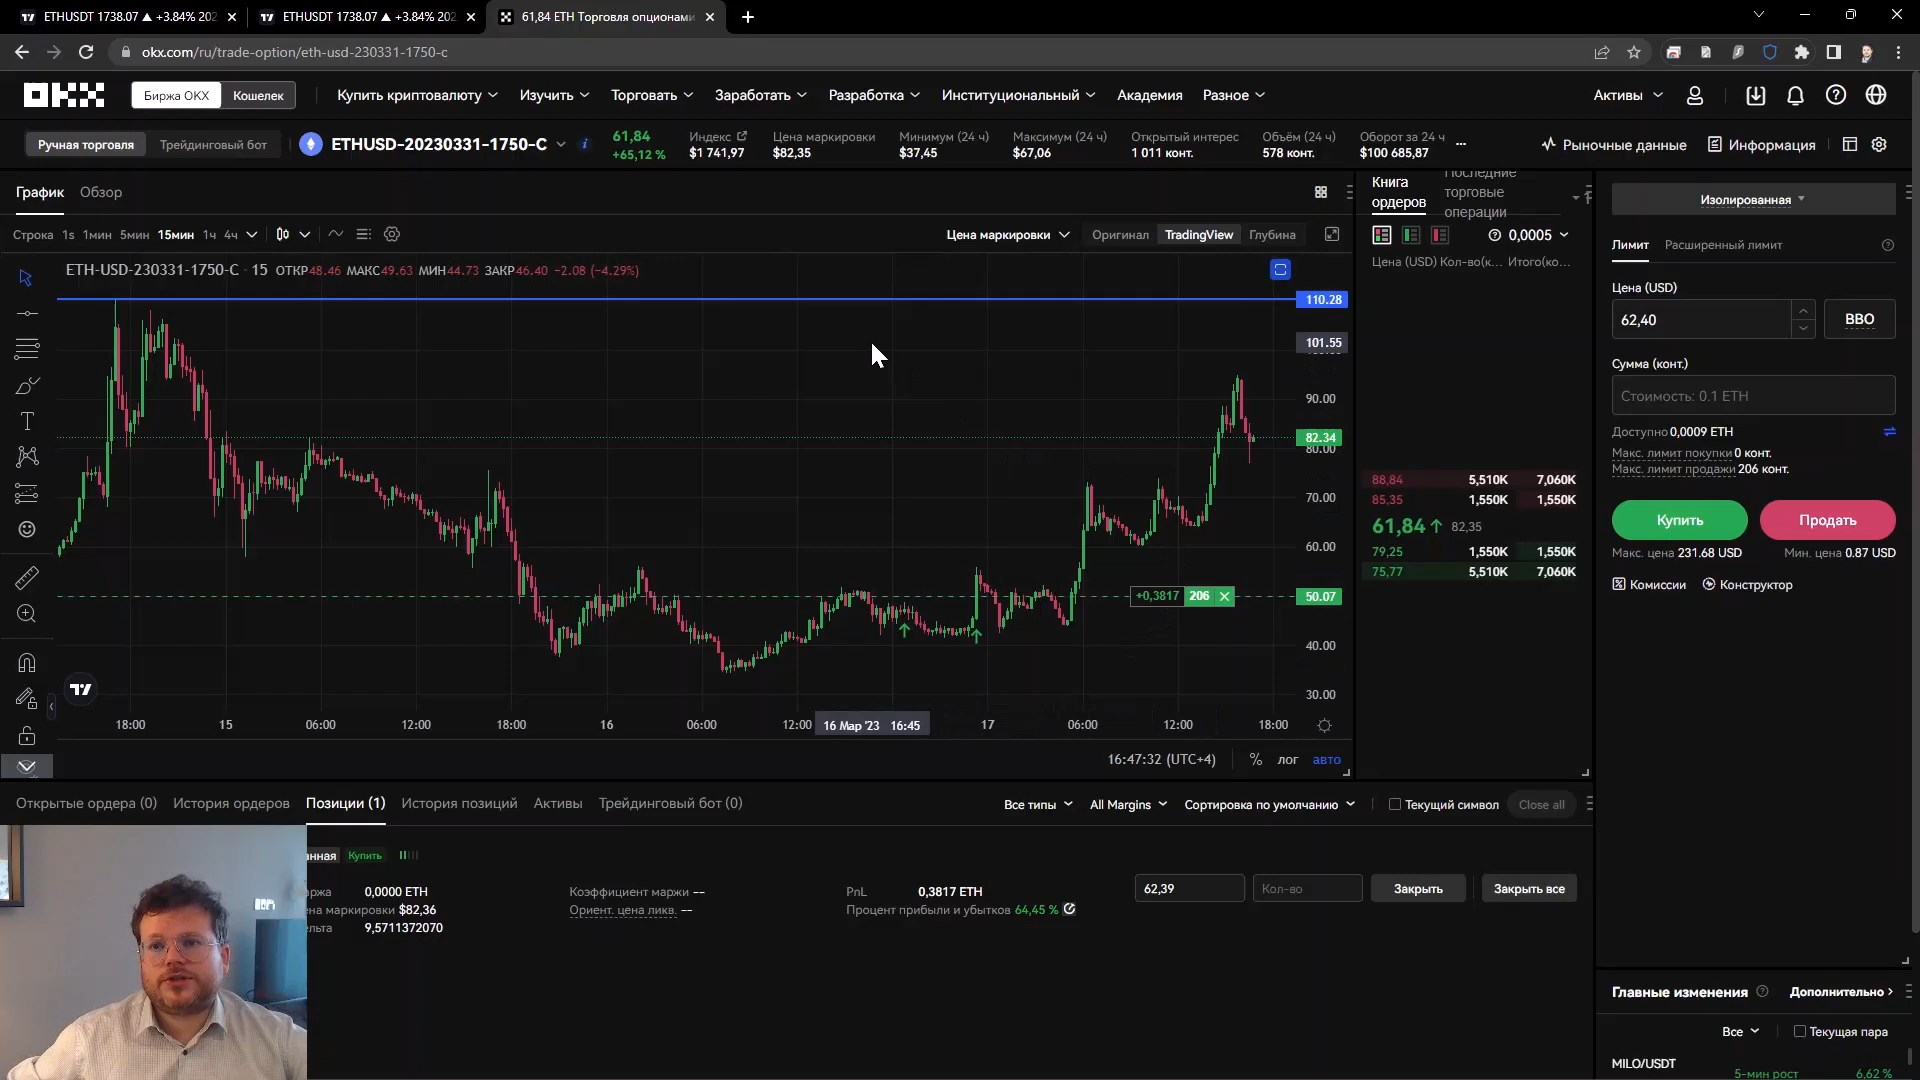 ETHUSDT 1738.07 ▲ +3.84% 202
ETHUSDT 1738.07 ▲ +3.84% 202
61,84 ETH Торговля опционами
okx.com/ru/trade-option/eth-usd-230331-1750-c
OKX
Биржа OKX
Кошелек
Купить криптовалюту
Изучить
Торговать
Заработать
Разработка
Институциональный
Академия
Разное
Активы
Ручная торговля
Трейдинговый бот
ETHUSD-20230331-1750-C
61,84
+65,12 %
Индекс
$1 741,97
Цена маркировки
$82,35
Минимум (24 ч)
$37,45
Максимум (24 ч)
$67,06
Открытый интерес
1 011 конт.
Объём (24 ч)
578 конт.
Оборот за 24 ч
$100 685,87
Рыночные данные
Информация
График
Обзор
Строка 1s 1мин 5мин 15мин 1ч 4ч
Цена маркировки
Оригинал
TradingView
Глубина
ETH-USD-230331-1750-C · 15 ОТКР48.46 МАКС49.63 МИН44.73 ЗАКР46.40 −2.08 (−4.29%)
110.28
101.55
90.00
82.34
80.00
70.00
60.00
50.07
40.00
30.00
+0,3817 206
18:00 15 06:00 12:00 18:00 16 06:00 12:00 16 Мар '23 16:45 17 06:00 12:00 18:00
16:47:32 (UTC+4) % лог авто
Книга ордеров
Последние торговые операции
0,0005
Цена (USD) Кол-во(к... Итого(ко...
88,84 5,510K 7,060K
85,35 1,550K 1,550K
61,84↑ 82,35
79,25 1,550K 1,550K
75,77 5,510K 7,060K
Изолированная
Лимит
Расширенный лимит
Цена (USD)
62,40
BBO
Сумма (конт.)
Стоимость: 0.1 ETH
Доступно 0,0009 ETH
Макс. лимит покупки 0 конт.
Макс. лимит продажи 206 конт.
Купить
Продать
Макс. цена 231.68 USD
Мин. цена 0.87 USD
Комиссии
Конструктор
Открытые ордера (0)
История ордеров
Позиции (1)
История позиций
Активы
Трейдинговый бот (0)
Все типы
All Margins
Сортировка по умолчанию
Текущий символ
Close all
анная Купить
ржа 0,0000 ETH
на маркировки $82,36
льта 9,5711372070
Коэффициент маржи --
Ориент. цена ликв. --
PnL 0,3817 ETH
Процент прибыли и убытков 64,45 %
62,39
Кол-во
Закрыть
Закрыть все
Главные изменения
Дополнительно
Все
Текущая пара
MILO/USDT
5-мин рост 6,62 %